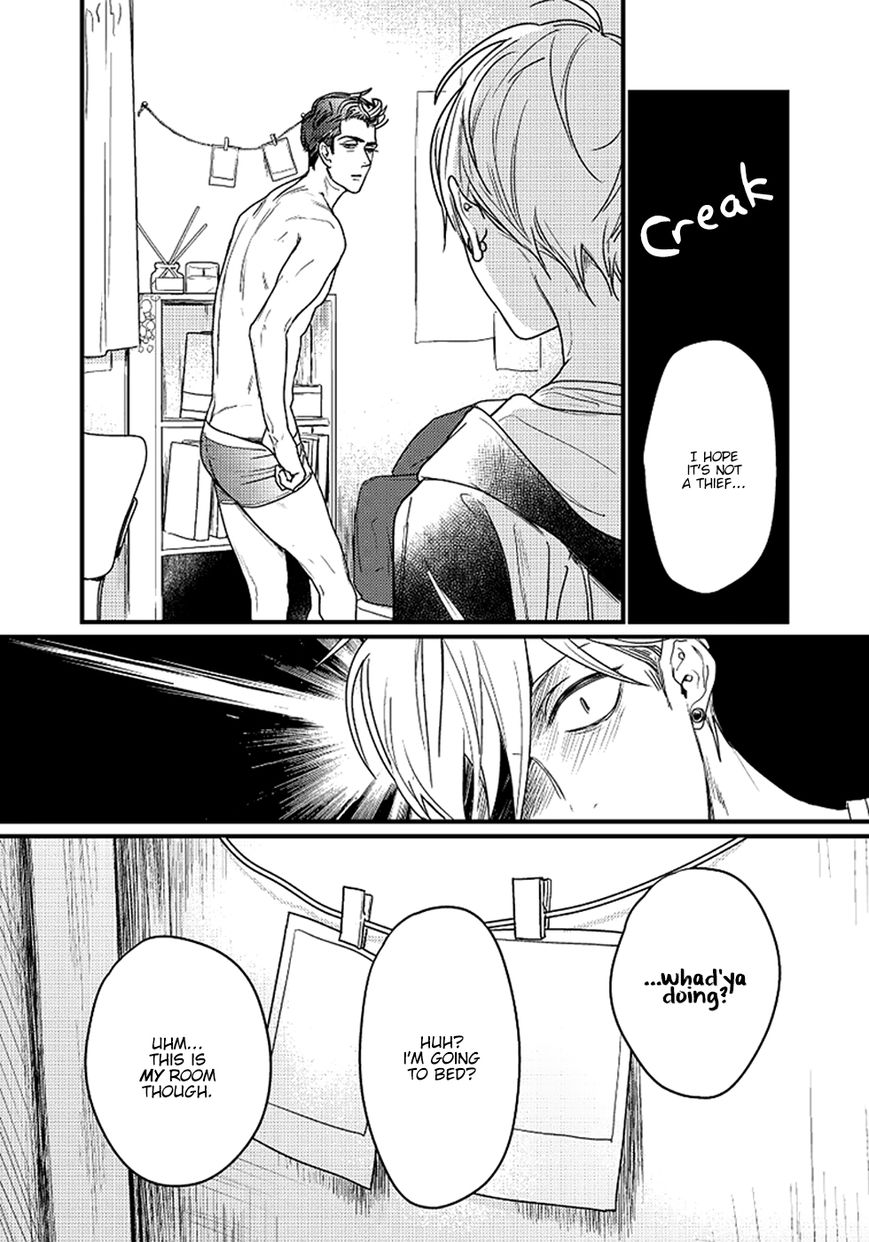 Creak
I HOPE
IT'S NOT
A THIEF...
...whad'ya
doing?
HUH?
I'M GOING
TO BED?
UHM...
THIS IS
MY ROOM
THOUGH.